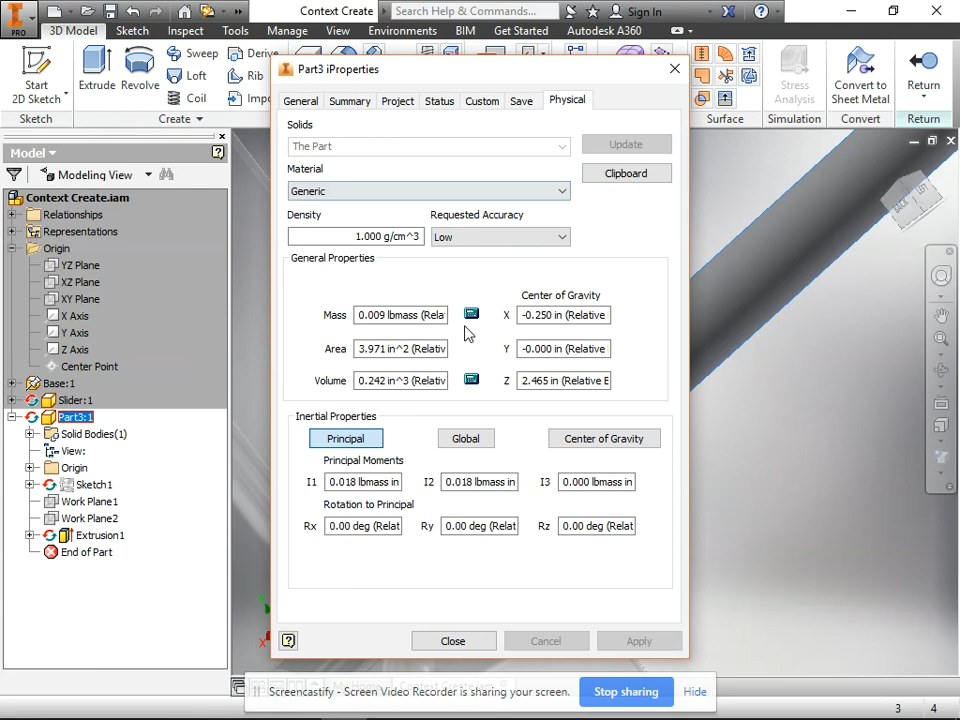 Context Create
Search Help & Commands...
Sign In
PRO
3D Model
Sketch
Inspect
Tools
Manage
View
Environments
BIM
Get Started
Autodesk A360
Start
2D Sketch
Extrude
Revolve
Sweep
Loft
Coil
Rib
Stress
Analysis
Convert to
Sheet Metal
Return
Sketch
Create
Surface
Simulation
Convert
Return
Model
Modeling View
Context Create.iam
Relationships
Representations
Origin
YZ Plane
XZ Plane
XY Plane
X Axis
Y Axis
Z Axis
Center Point
Base:1
Slider:1
Part3:1
Solid Bodies(1)
View:
Origin
Sketch1
Work Plane1
Work Plane2
Extrusion1
End of Part
Part3 iProperties
General
Summary
Project
Status
Custom
Save
Physical
Solids
The Part
Update
Material
Clipboard
Generic
Density
Requested Accuracy
1.000 g/cm^3
Low
General Properties
Center of Gravity
Mass
0.009 lbmass (Rela
X
-0.250 in (Relative
Area
3.971 in^2 (Relativ
Y
-0.000 in (Relative
Volume
0.242 in^3 (Relativ
Z
2.465 in (Relative E
Inertial Properties
Principal
Global
Center of Gravity
Principal Moments
I1
0.018 lbmass in
I2
0.018 lbmass in
I3
0.000 lbmass in
Rotation to Principal
Rx
0.00 deg (Relat
Ry
0.00 deg (Relat
Rz
0.00 deg (Relat
Close
Cancel
Apply
BACK
LEFT
X
Screencastify - Screen Video Recorder is sharing your screen.
Stop sharing
Hide
3
4